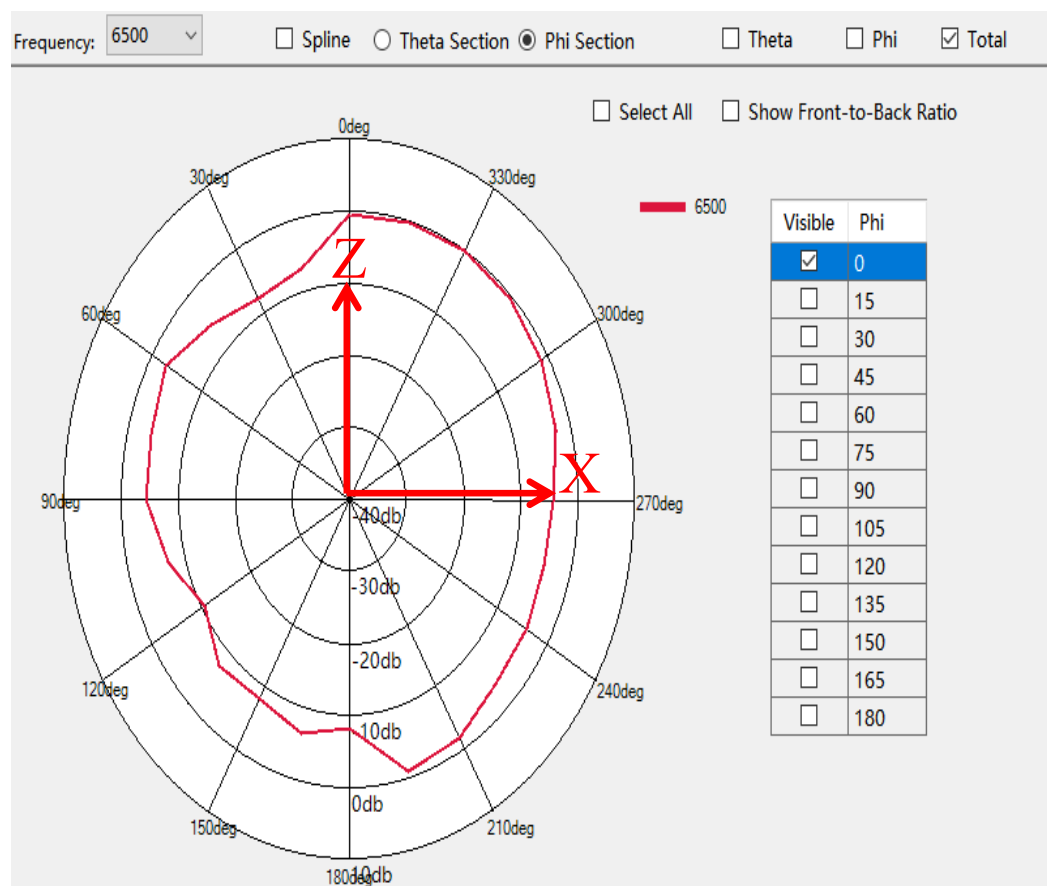 Frequency: 6500 Spline Theta Section Phi Section Theta Phi Total
Select All Show Front-to-Back Ratio
0deg
30deg 330deg
6500
Visible Phi
0
15
30
45
60
75
90
105
120
135
150
165
180
Z
60deg 300deg
X
90deg 270deg
-40db
-30db
-20db
120deg 240deg
-10db
0db
150deg 210deg
180deg 10db